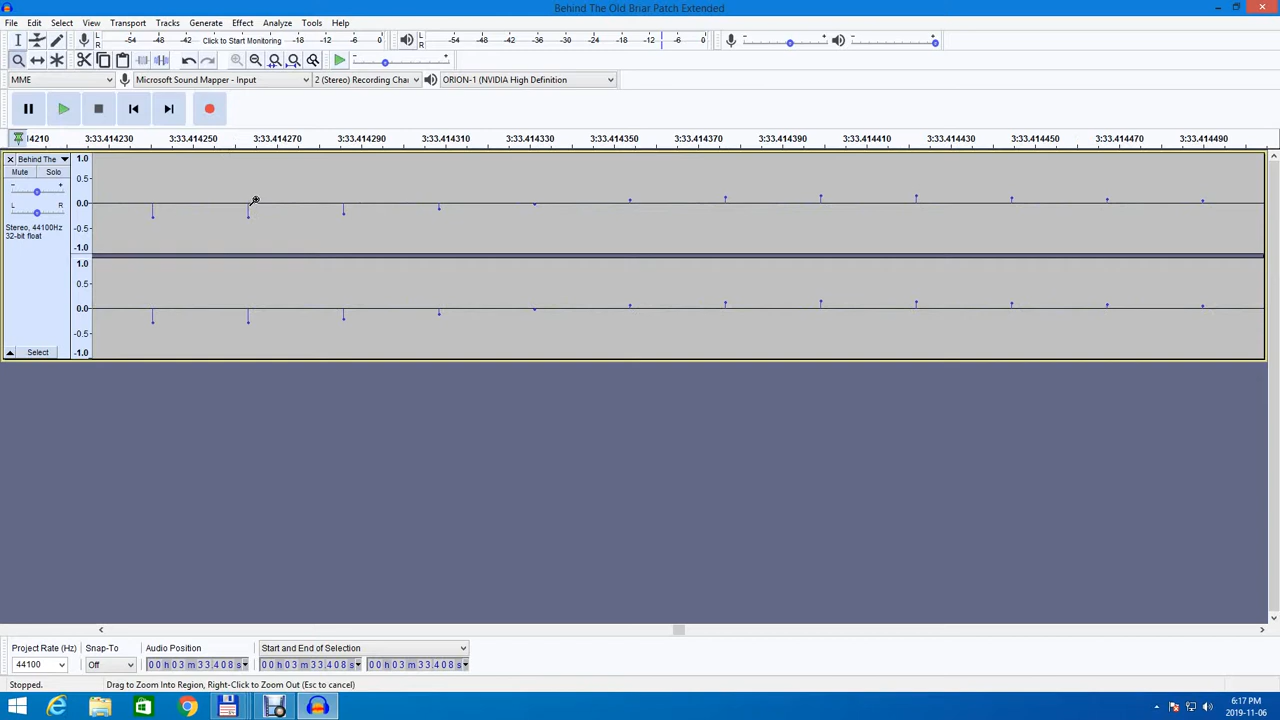 Behind The Old Briar Patch Extended
File Edit Select View Transport Tracks Generate Effect Analyze Tools Help
L R -54 -48 -42 Click to Start Monitoring -18 -12 -6 0 L R -54 -48 -42 -36 -30 -24 -18 -12 -6 0 - + - +
- +
MME Microsoft Sound Mapper - Input 2 (Stereo) Recording Chan ORION-1 (NVIDIA High Definition
14210 3:33.414230 3:33.414250 3:33.414270 3:33.414290 3:33.414310 3:33.414330 3:33.414350 3:33.414370 3:33.414390 3:33.414410 3:33.414430 3:33.414450 3:33.414470 3:33.414490
Behind The 1.0
Mute Solo 0.5
- + 0.0
L R
Stereo, 44100Hz -0.5
32-bit float
-1.0
1.0
0.5
0.0
-0.5
Select -1.0
Project Rate (Hz) Snap-To Audio Position Start and End of Selection
44100 Off 00h03m33.408s 00h03m33.408s 00h03m33.408s
Stopped. Drag to Zoom Into Region, Right-Click to Zoom Out (Esc to cancel)
6:17 PM
2019-11-06